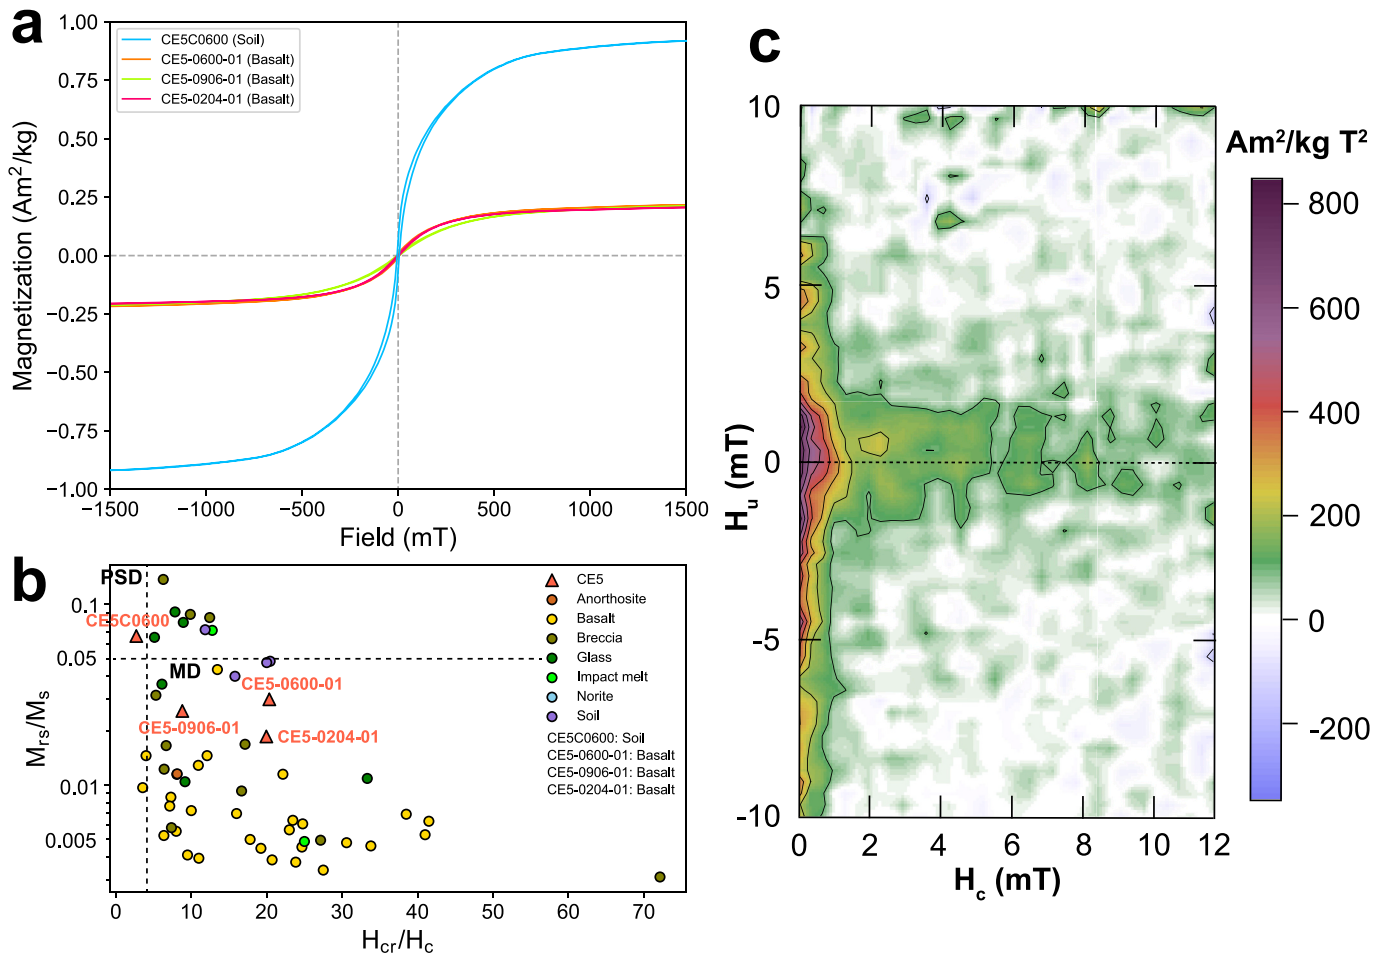 a
1.00
0.75
0.50
0.25
0.00
−0.25
−0.50
−0.75
−1.00
Magnetization (Am²/kg)
CE5C0600 (Soil)
CE5-0600-01 (Basalt)
CE5-0906-01 (Basalt)
CE5-0204-01 (Basalt)
−1500 −1000 −500 0 500 1000 1500
Field (mT)
b
PSD
MD
CE5C0600
CE5-0600-01
CE5-0906-01
CE5-0204-01
0.1
0.05
0.01
0.005
Mrs/Ms
CE5
Anorthosite
Basalt
Breccia
Glass
Impact melt
Norite
Soil
CE5C0600: Soil
CE5-0600-01: Basalt
CE5-0906-01: Basalt
CE5-0204-01: Basalt
0 10 20 30 40 50 60 70
Hcr/Hc
c
10
5
0
-5
-10
Hu (mT)
0 2 4 6 8 10 12
Hc (mT)
Am²/kg T²
800
600
400
200
0
-200